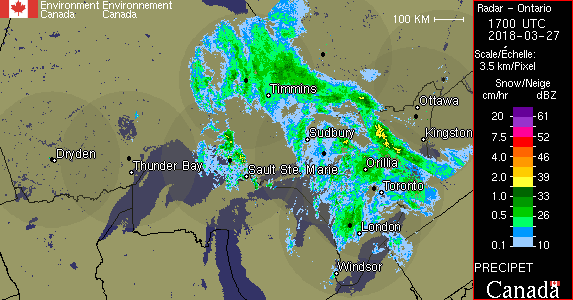 Environment Environnement
Canada Canada
100 KM
Timmins
Ottawa
Sudbury
Kingston
Dryden
Thunder Bay
Sault Ste. Marie
Orillia
Toronto
London
Windsor
Radar - Ontario
1700 UTC
2018-03-27
Scale/Échelle:
3.5 km/Pixel
Snow/Neige
cm/hr dBZ
20 61
7.5 52
4.0 46
2.0 39
1.0 33
0.5 26
0.1 10
PRECIPET
Canada